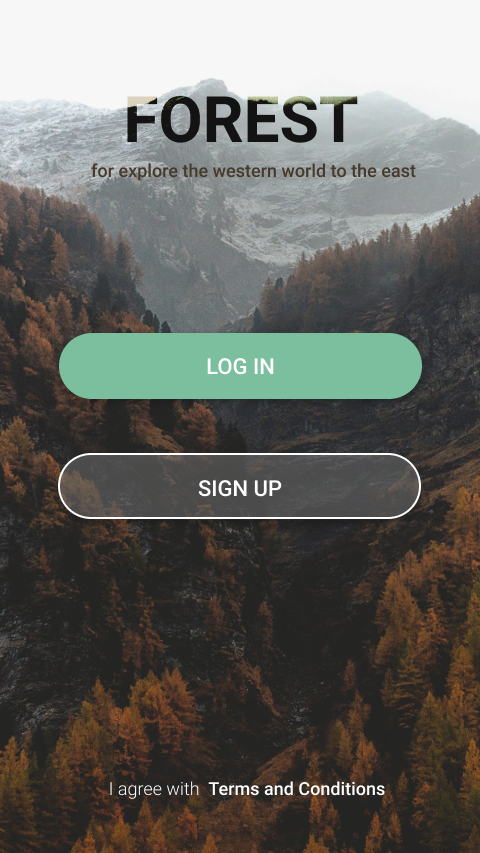 FOREST
for explore the western world to the east
LOG IN
SIGN UP
I agree with Terms and Conditions